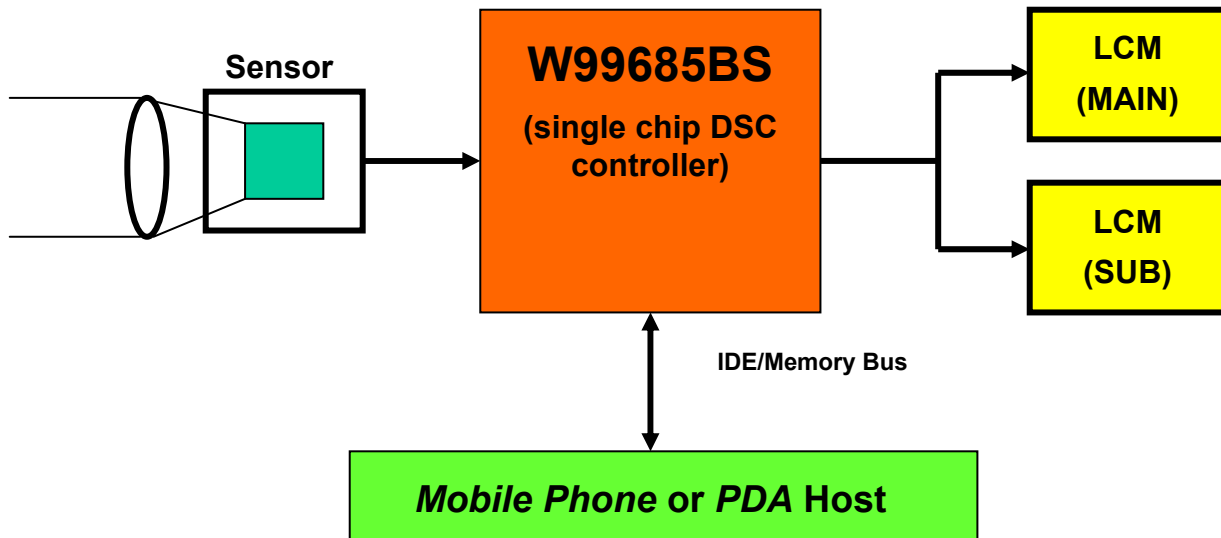 Sensor
W99685BS
(single chip DSC
controller)
LCM
(MAIN)
LCM
(SUB)
IDE/Memory Bus
Mobile Phone or PDA Host